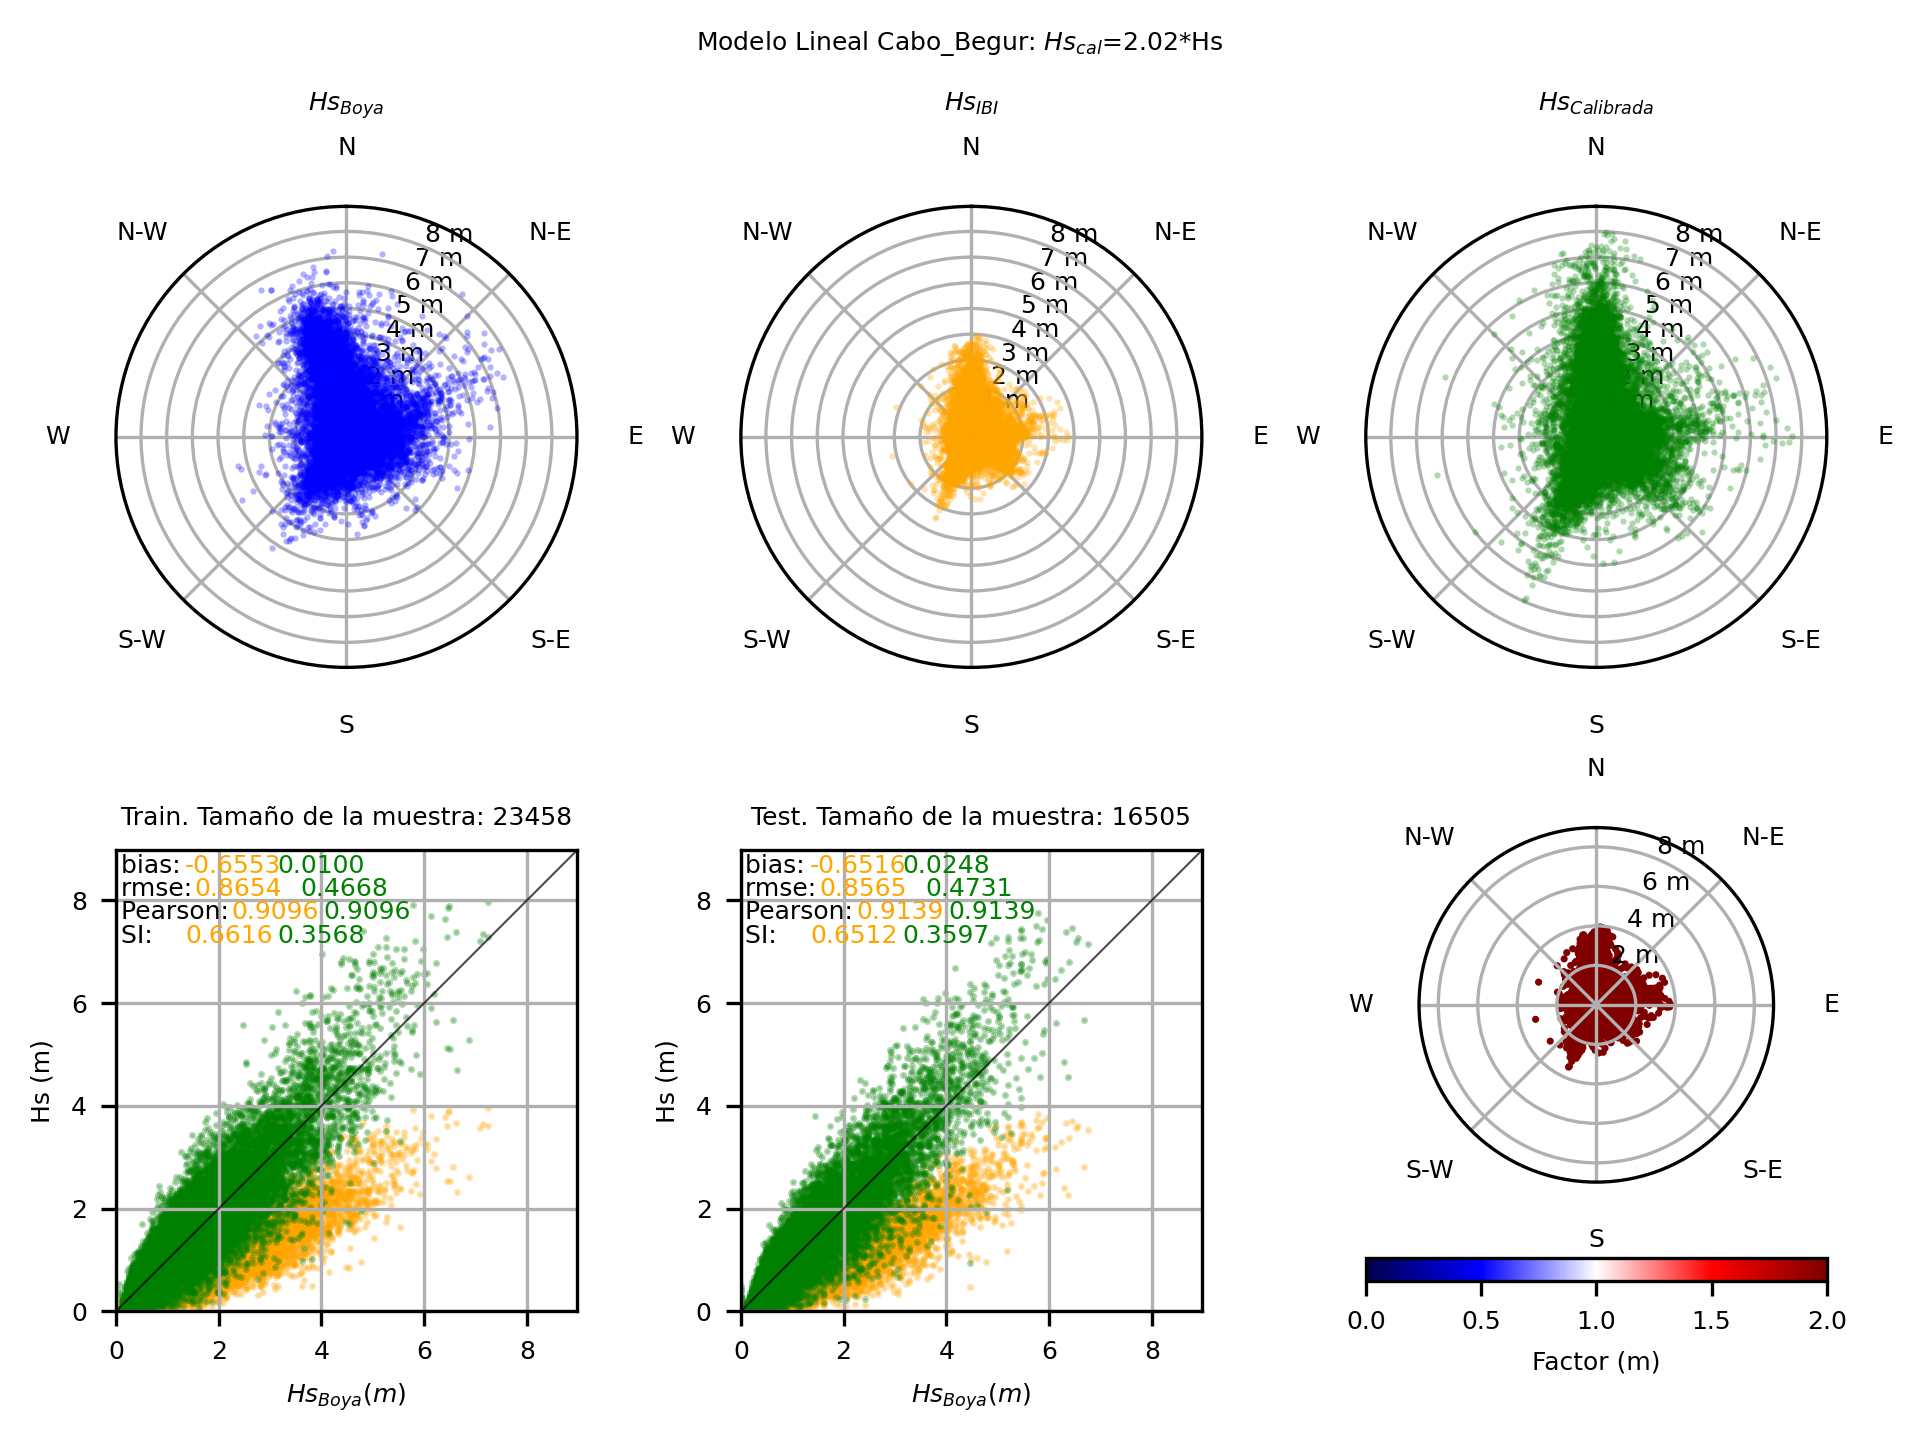 Modelo Lineal Cabo_Begur: Hs_cal=2.02*Hs
Hs_Boya
N
N-W
N-E
8 m
7 m
6 m
5 m
4 m
3 m
W
E
S-W
S-E
S
Hs_IBI
N
N-W
N-E
8 m
7 m
6 m
5 m
4 m
3 m
2 m
m
W
E
S-W
S-E
S
Hs_Calibrada
N
N-W
N-E
8 m
7 m
6 m
5 m
4 m
3 m
m
m
W
E
S-W
S-E
S
Train. Tamaño de la muestra: 23458
bias: -0.6553 0.0100
rmse: 0.8654 0.4668
Pearson: 0.9096 0.9096
SI: 0.6616 0.3568
Hs (m)
8
6
4
2
0
0 2 4 6 8
Hs_Boya(m)
Test. Tamaño de la muestra: 16505
bias: -0.6516 0.0248
rmse: 0.8565 0.4731
Pearson: 0.9139 0.9139
SI: 0.6512 0.3597
Hs (m)
8
6
4
2
0
0 2 4 6 8
Hs_Boya(m)
N
N-W
N-E
8 m
6 m
4 m
2 m
W
E
S-W
S-E
S
0.0 0.5 1.0 1.5 2.0
Factor (m)